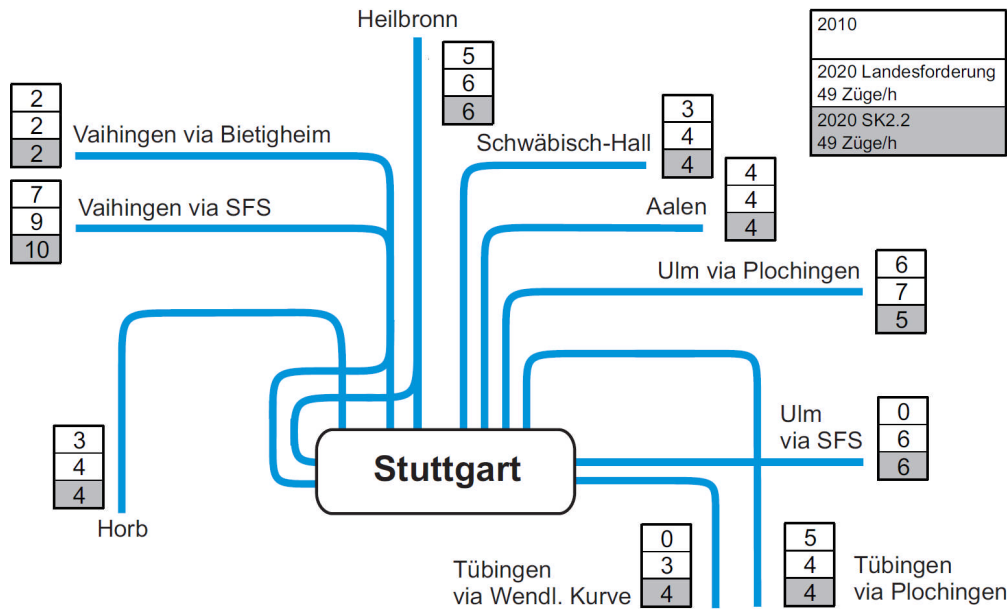 Heilbronn
5
6
6
2010
2020 Landesforderung
49 Züge/h
2020 SK2.2
49 Züge/h
2
2
2
Vaihingen via Bietigheim
Schwäbisch-Hall
3
4
4
7
9
10
Vaihingen via SFS
Aalen
4
4
4
Ulm via Plochingen
6
7
5
3
4
4
Horb
Stuttgart
Ulm
via SFS
0
6
6
Tübingen
via Wendl. Kurve
0
3
4
5
4
4
Tübingen
via Plochingen